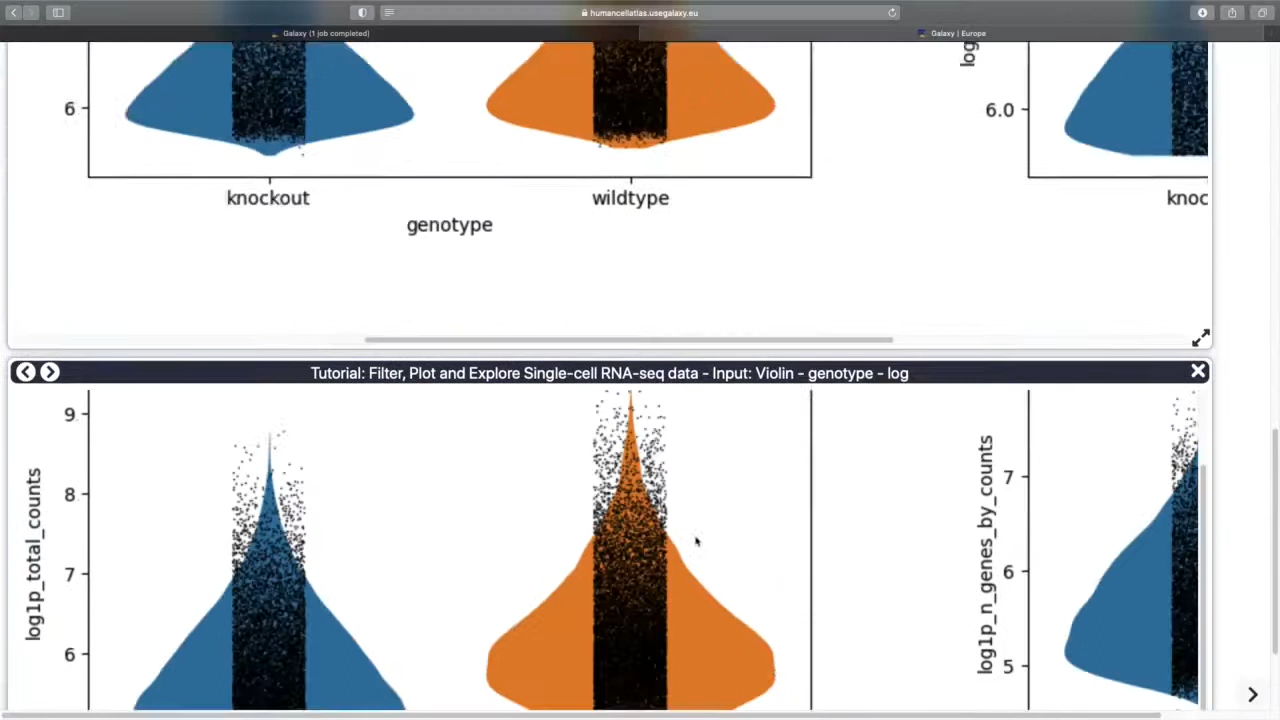 humancellatlas.usegalaxy.eu
Galaxy (1 job completed)
Galaxy | Europe
6
knockout
wildtype
genotype
log
6.0
knoc
Tutorial: Filter, Plot and Explore Single-cell RNA-seq data - Input: Violin - genotype - log
9
8
7
6
log1p_total_counts
7
6
5
log1p_n_genes_by_counts